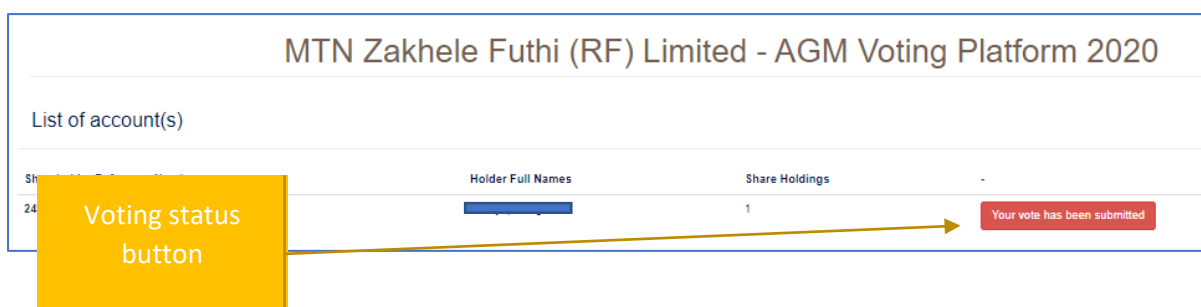 MTN Zakhele Futhi (RF) Limited - AGM Voting Platform 2020
List of account(s)
Holder Full Names Share Holdings -
24 1 Your vote has been submitted
Voting status
button